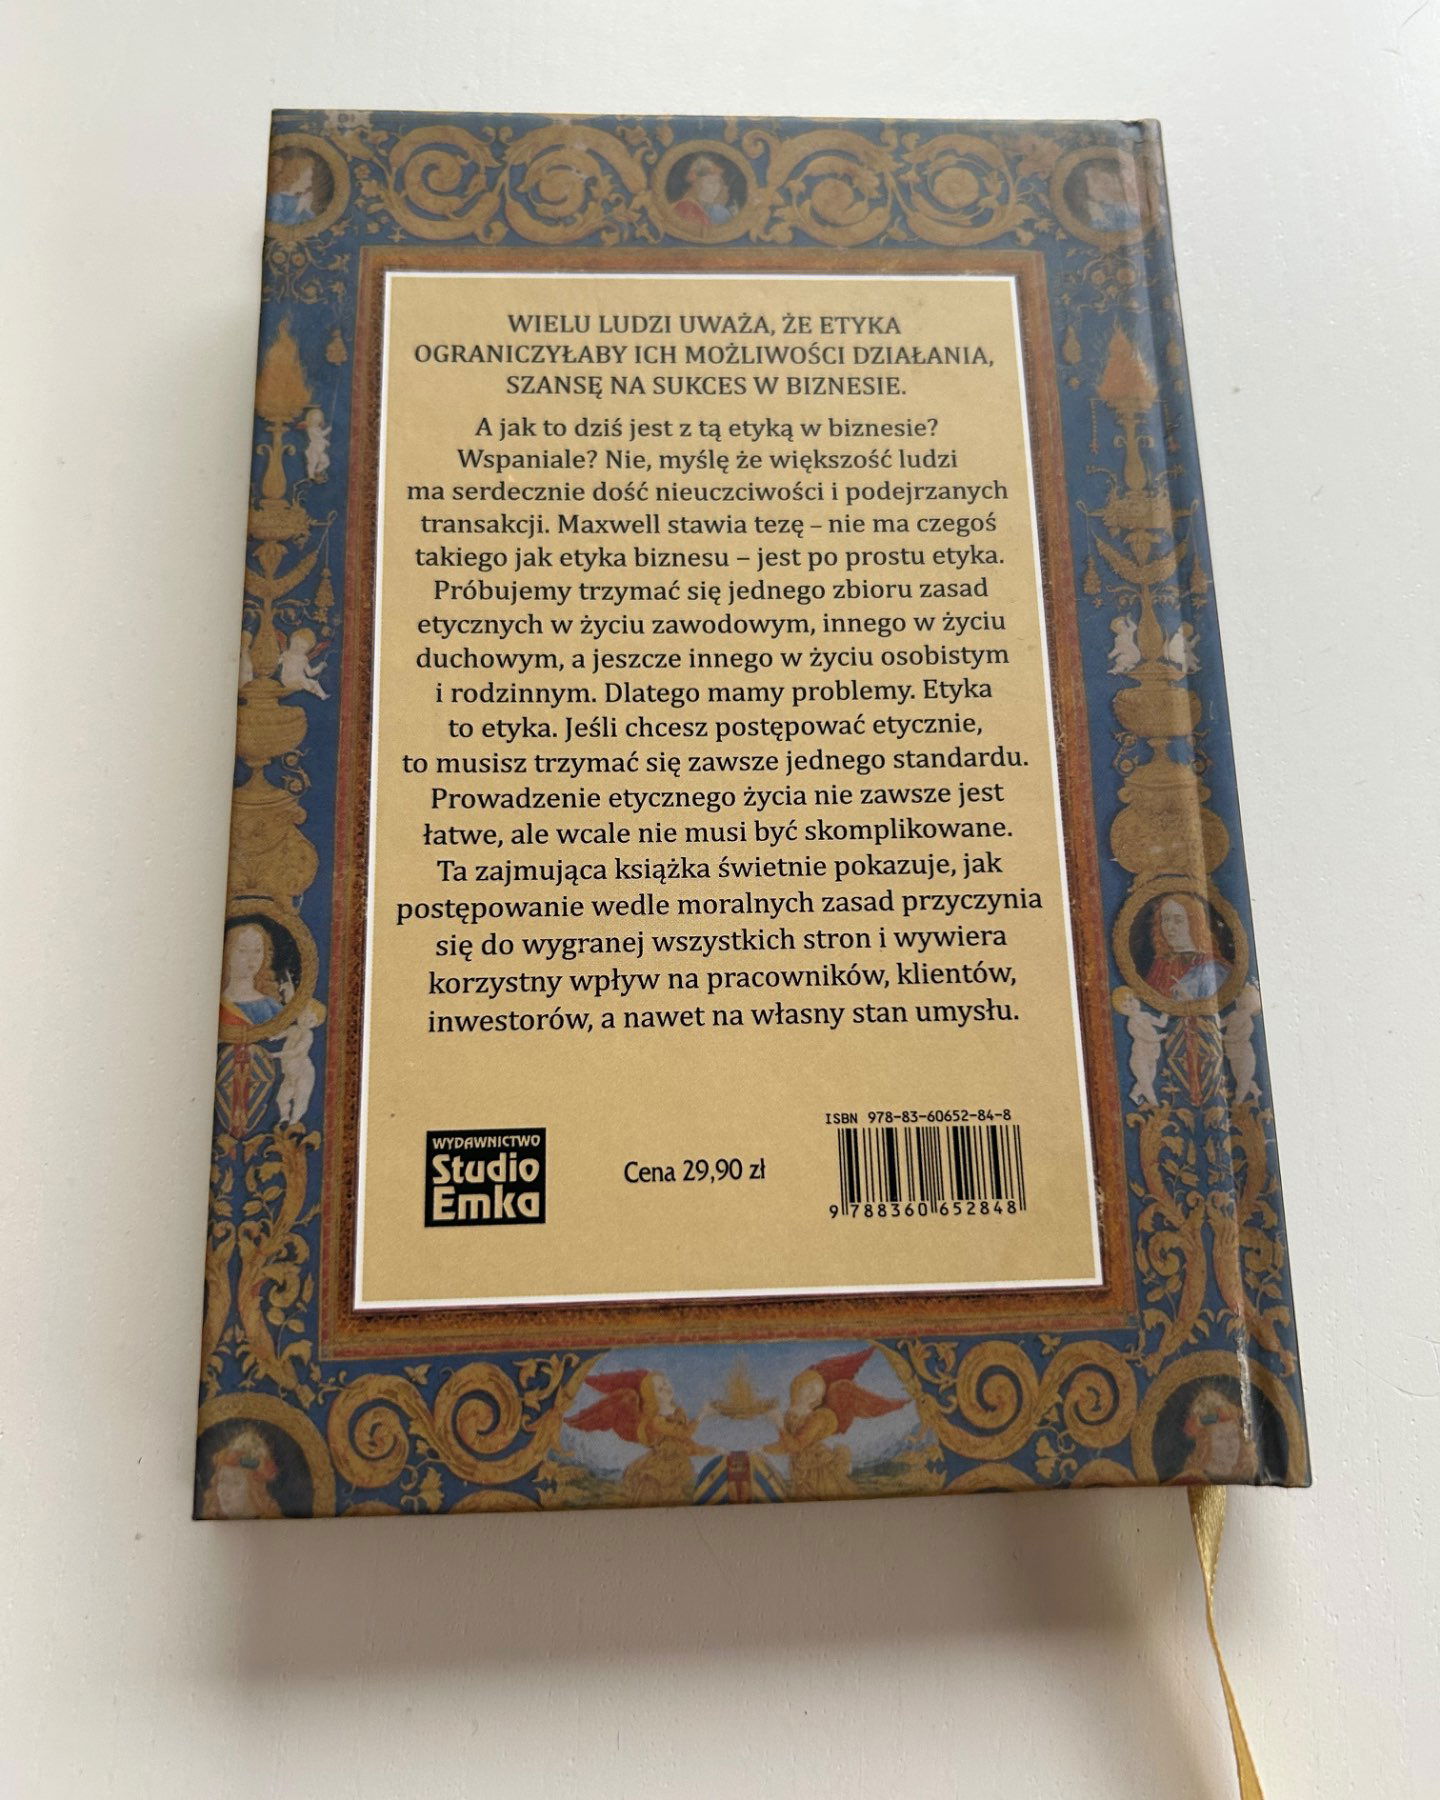 WIELU LUDZI UWAŻA, ŻE ETYKA
OGRANICZYŁABY ICH MOŻLIWOŚCI DZIAŁANIA,
SZANSĘ NA SUKCES W BIZNESIE.
A jak to dziś jest z tą etyką w biznesie?
Wspaniale? Nie, myślę że większość ludzi
ma serdecznie dość nieuczciwości i podejrzanych
transakcji. Maxwell stawia tezę – nie ma czegoś
takiego jak etyka biznesu – jest po prostu etyka.
Próbujemy trzymać się jednego zbioru zasad
etycznych w życiu zawodowym, innego w życiu
duchowym, a jeszcze innego w życiu osobistym
i rodzinnym. Dlatego mamy problemy. Etyka
to etyka. Jeśli chcesz postępować etycznie,
to musisz trzymać się zawsze jednego standardu.
Prowadzenie etycznego życia nie zawsze jest
łatwe, ale wcale nie musi być skomplikowane.
Ta zajmująca książka świetnie pokazuje, jak
postępowanie wedle moralnych zasad przyczynia
się do wygranej wszystkich stron i wywiera
korzystny wpływ na pracowników, klientów,
inwestorów, a nawet na własny stan umysłu.
WYDAWNICTWO
Studio
Emka
Cena 29,90 zł
ISBN 978-83-60652-84-8
9 788360 652848